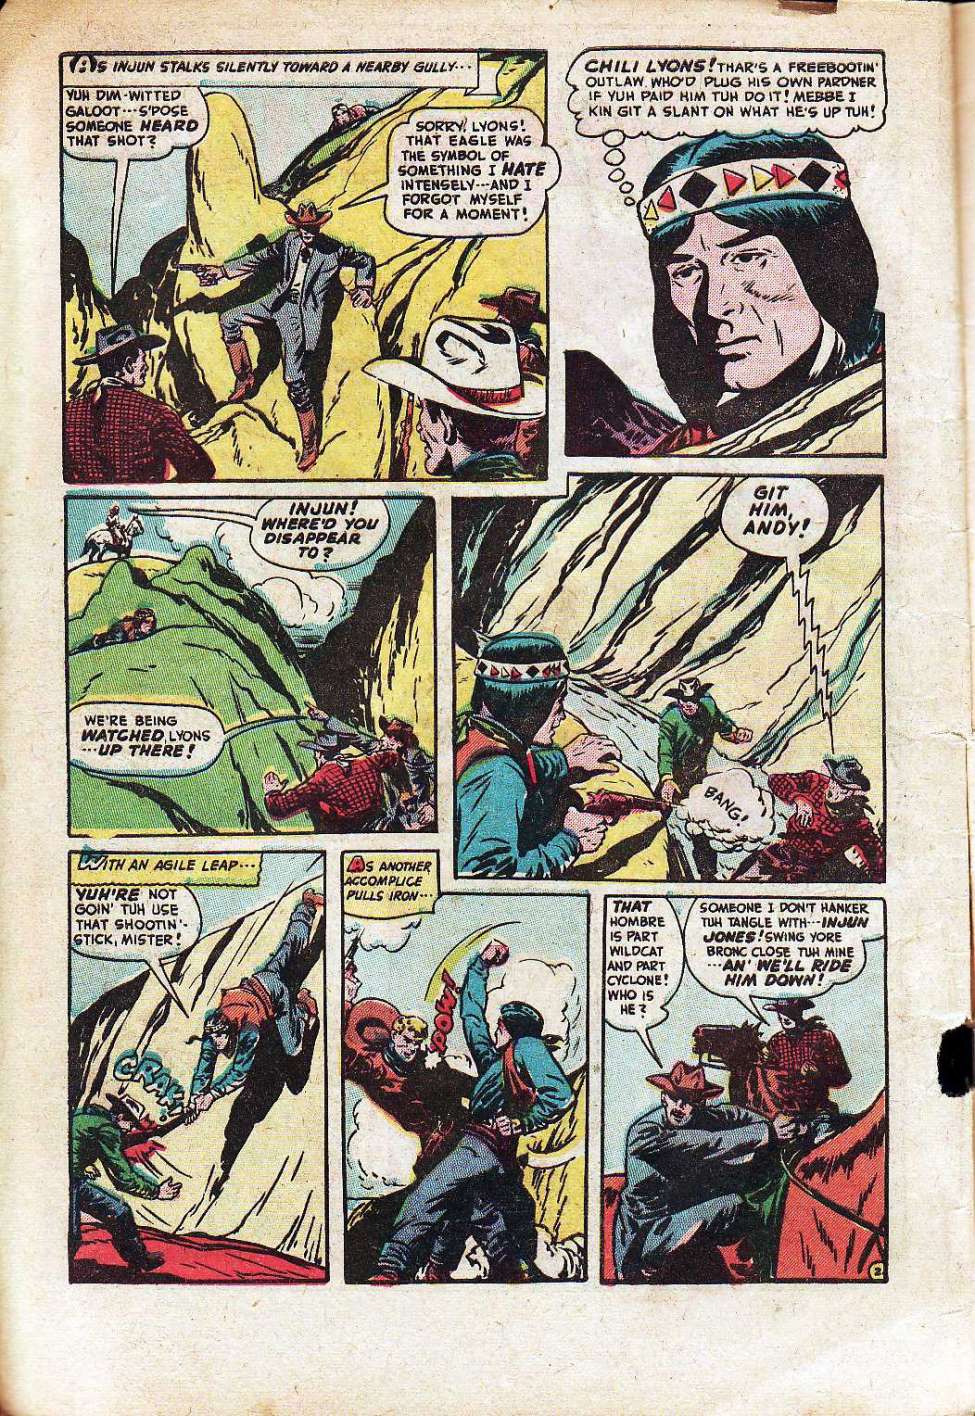 AS INJUN STALKS SILENTLY TOWARD A NEARBY GULLY---
YUH DIM-WITTED
GALOOT---S'POSE
SOMEONE HEARD
THAT SHOT?
SORRY, LYONS!
THAT EAGLE WAS
THE SYMBOL OF
SOMETHING I HATE
INTENSELY---AND I
FORGOT MYSELF
FOR A MOMENT!
CHILI LYONS! THAR'S A FREEBOOTIN'
OUTLAW WHO'D PLUG HIS OWN PARDNER
IF YUH PAID HIM TUH DO IT! MEBBE I
KIN GIT A SLANT ON WHAT HE'S UP TUH!
INJUN!
WHERE'D YOU
DISAPPEAR
TO?
WE'RE BEING
WATCHED, LYONS
---UP THERE!
GIT
HIM,
ANDY!
BANG!
WITH AN AGILE LEAP---
YUH'RE NOT
GOIN' TUH USE
THAT SHOOTIN'-
STICK, MISTER!
CRAK!
AS ANOTHER
ACCOMPLICE
PULLS IRON---
POW!
THAT
HOMBRE
IS PART
WILDCAT
AND PART
CYCLONE!
WHO IS
HE?
SOMEONE I DON'T HANKER
TUH TANGLE WITH---INJUN
JONES! SWING YORE
BRONC CLOSE TUH MINE
---AN' WE'LL RIDE
HIM DOWN!
2